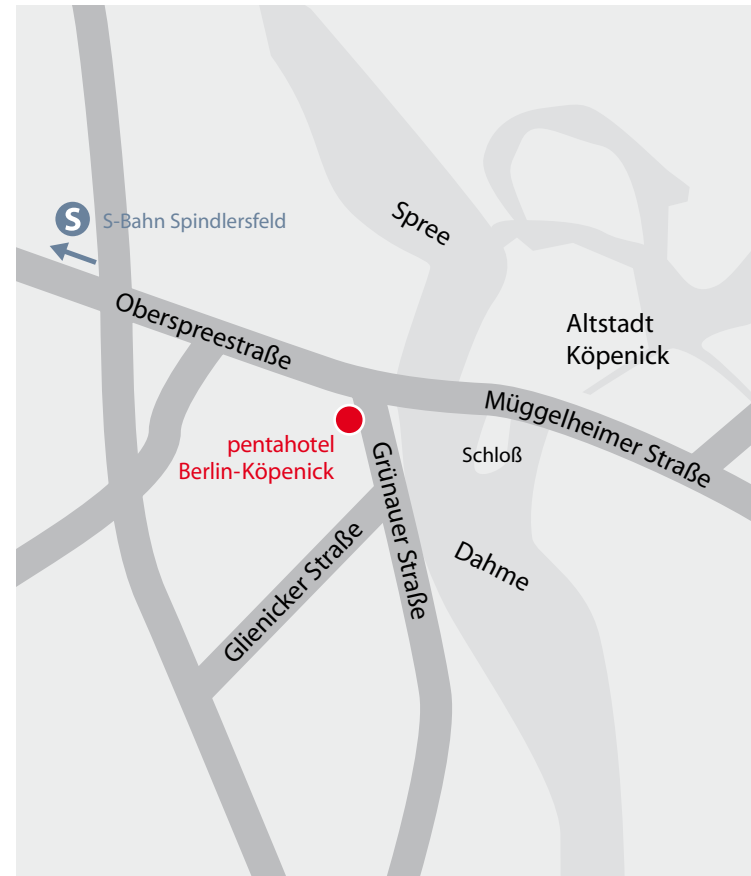 Spree
S
S-Bahn Spindlersfeld
Oberspreestraße
Altstadt
Köpenick
Müggelheimer Straße
pentahotel
Berlin-Köpenick
Schloß
Grünauer Straße
Glienicker Straße
Dahme